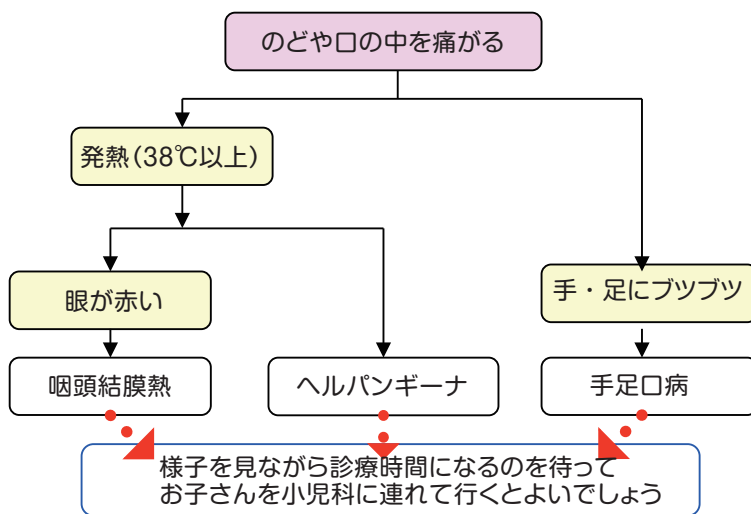 のどや口の中を痛がる
発熱（38℃以上）
眼が赤い
手・足にブツブツ
咽頭結膜熱
ヘルパンギーナ
手足口病
様子を見ながら診療時間になるのを待って
お子さんを小児科に連れて行くとよいでしょう